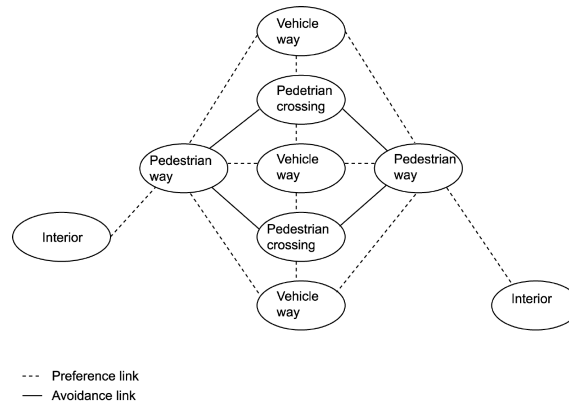 Vehicle
way
Pedetrian
crossing
Pedestrian
way
Vehicle
way
Pedestrian
way
Pedestrian
crossing
Interior
Vehicle
way
Interior
Preference link
Avoidance link